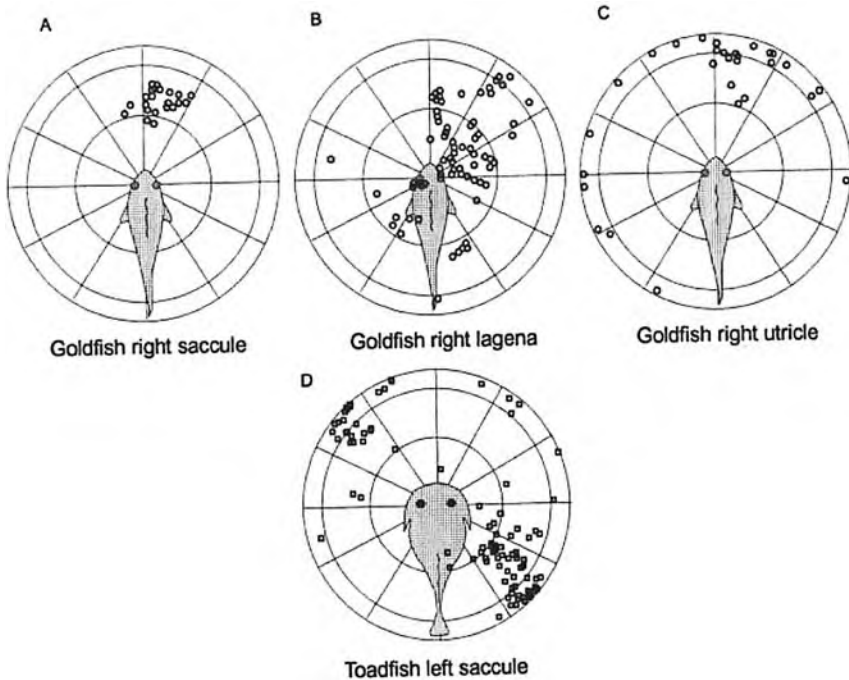 A
B
C
Goldfish right saccule
Goldfish right lagena
Goldfish right utricle
D
Toadfish left saccule